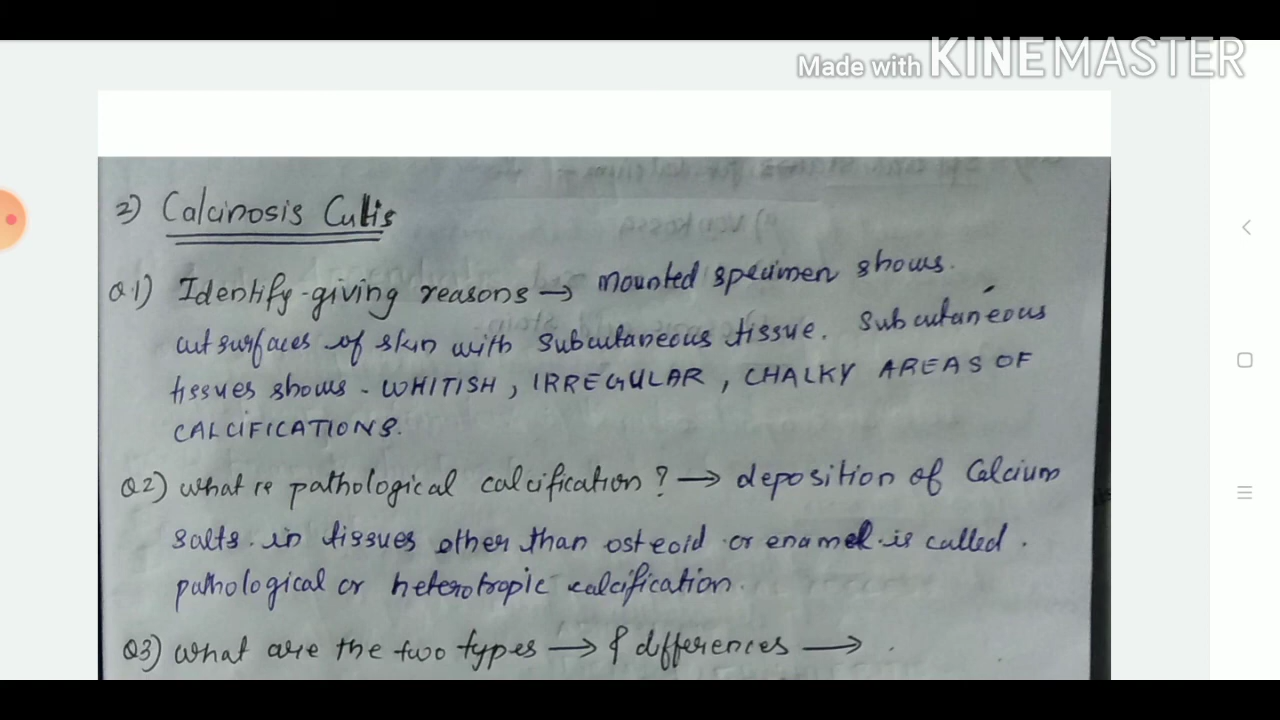 Made with KINEMASTER
2) Calcinosis Cutis
Q1) Identify-giving reasons → Mounted specimen shows.
cut surfaces of skin with subcutaneous tissue. Subcutaneous
tissues shows - WHITISH, IRREGULAR, CHALKY AREAS OF
CALCIFICATIONS.
Q2) What is pathological calcification? → deposition of Calcium
salts in tissues other than osteoid or enamel is called.
pathological or heterotropic calcification.
Q3) What are the two types → & differences →